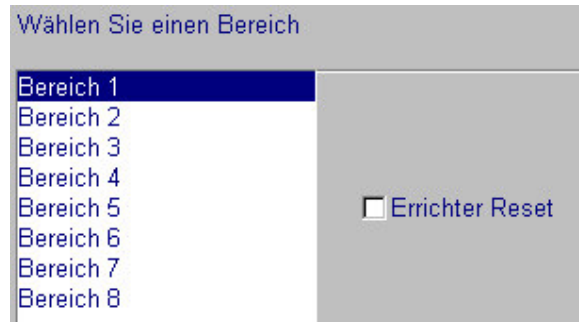 Wählen Sie einen Bereich
Bereich 1
Bereich 2
Bereich 3
Bereich 4
Bereich 5
Errichter Reset
Bereich 6
Bereich 7
Bereich 8